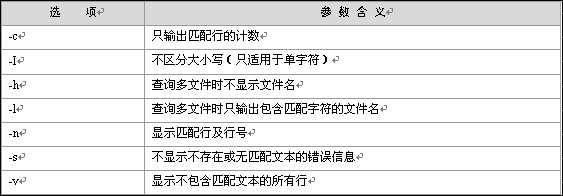 选 项 参 数 含 义
-c 只输出匹配行的计数
-I 不区分大小写（只适用于单字符）
-h 查询多文件时不显示文件名
-l 查询多文件时只输出包含匹配字符的文件名
-n 显示匹配行及行号
-s 不显示不存在或无匹配文本的错误信息
-v 显示不包含匹配文本的所有行